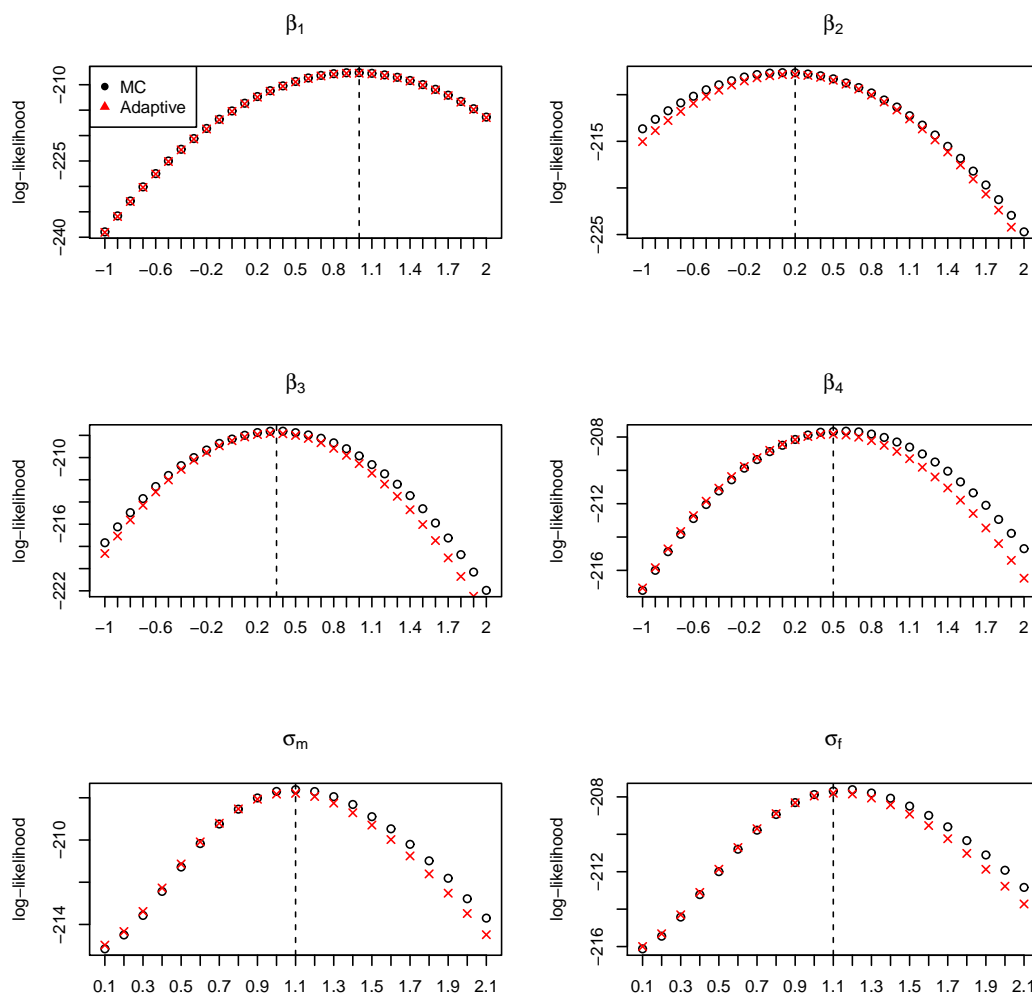 β1 β2
MC
Adaptive
log−likelihood
−240 −225 −210
−1 −0.6 −0.2 0.2 0.5 0.8 1.1 1.4 1.7 2
log−likelihood
−225 −215
−1 −0.6 −0.2 0.2 0.5 0.8 1.1 1.4 1.7 2
β3 β4
log−likelihood
−222 −216 −210
−1 −0.6 −0.2 0.2 0.5 0.8 1.1 1.4 1.7 2
log−likelihood
−216 −212 −208
−1 −0.6 −0.2 0.2 0.5 0.8 1.1 1.4 1.7 2
σm σf
log−likelihood
−214 −210
0.1 0.3 0.5 0.7 0.9 1.1 1.3 1.5 1.7 1.9 2.1
log−likelihood
−216 −212 −208
0.1 0.3 0.5 0.7 0.9 1.1 1.3 1.5 1.7 1.9 2.1